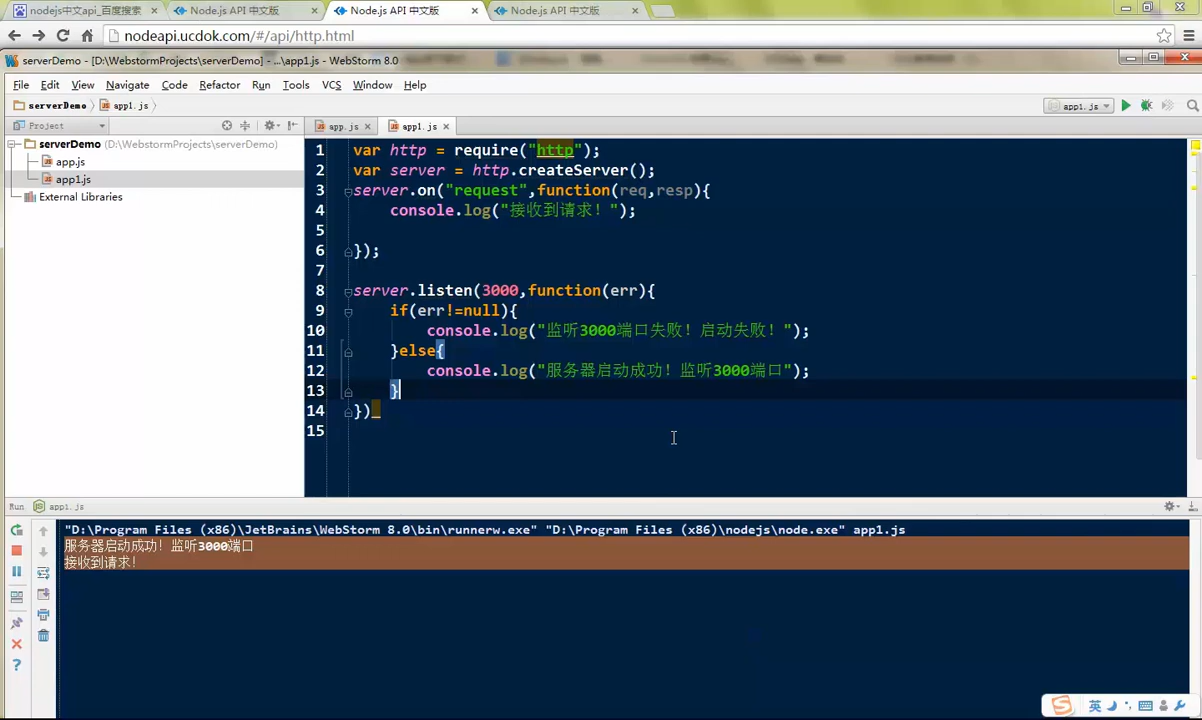 nodejs中文api_百度搜索
Node.js API 中文版
Node.js API 中文版
Node.js API 中文版
nodeapi.ucdok.com/#/api/http.html
serverDemo - [D:\WebstormProjects\serverDemo] - ...\app1.js - WebStorm 8.0
File Edit View Navigate Code Refactor Run Tools VCS Window Help
serverDemo app1.js
app1.js
Project
app.js app1.js
serverDemo (D:\WebstormProjects\serverDemo)
app.js
app1.js
External Libraries
1 var http = require("http");
2 var server = http.createServer();
3 server.on("request",function(req,resp){
4 console.log("接收到请求！");
5
6 });
7
8 server.listen(3000,function(err){
9 if(err!=null){
10 console.log("监听3000端口失败！启动失败！");
11 }else{
12 console.log("服务器启动成功！监听3000端口");
13 }
14 })
15
Run app1.js
"D:\Program Files (x86)\JetBrains\WebStorm 8.0\bin\runnerw.exe" "D:\Program Files (x86)\nodejs\node.exe" app1.js
服务器启动成功！监听3000端口
接收到请求！
英